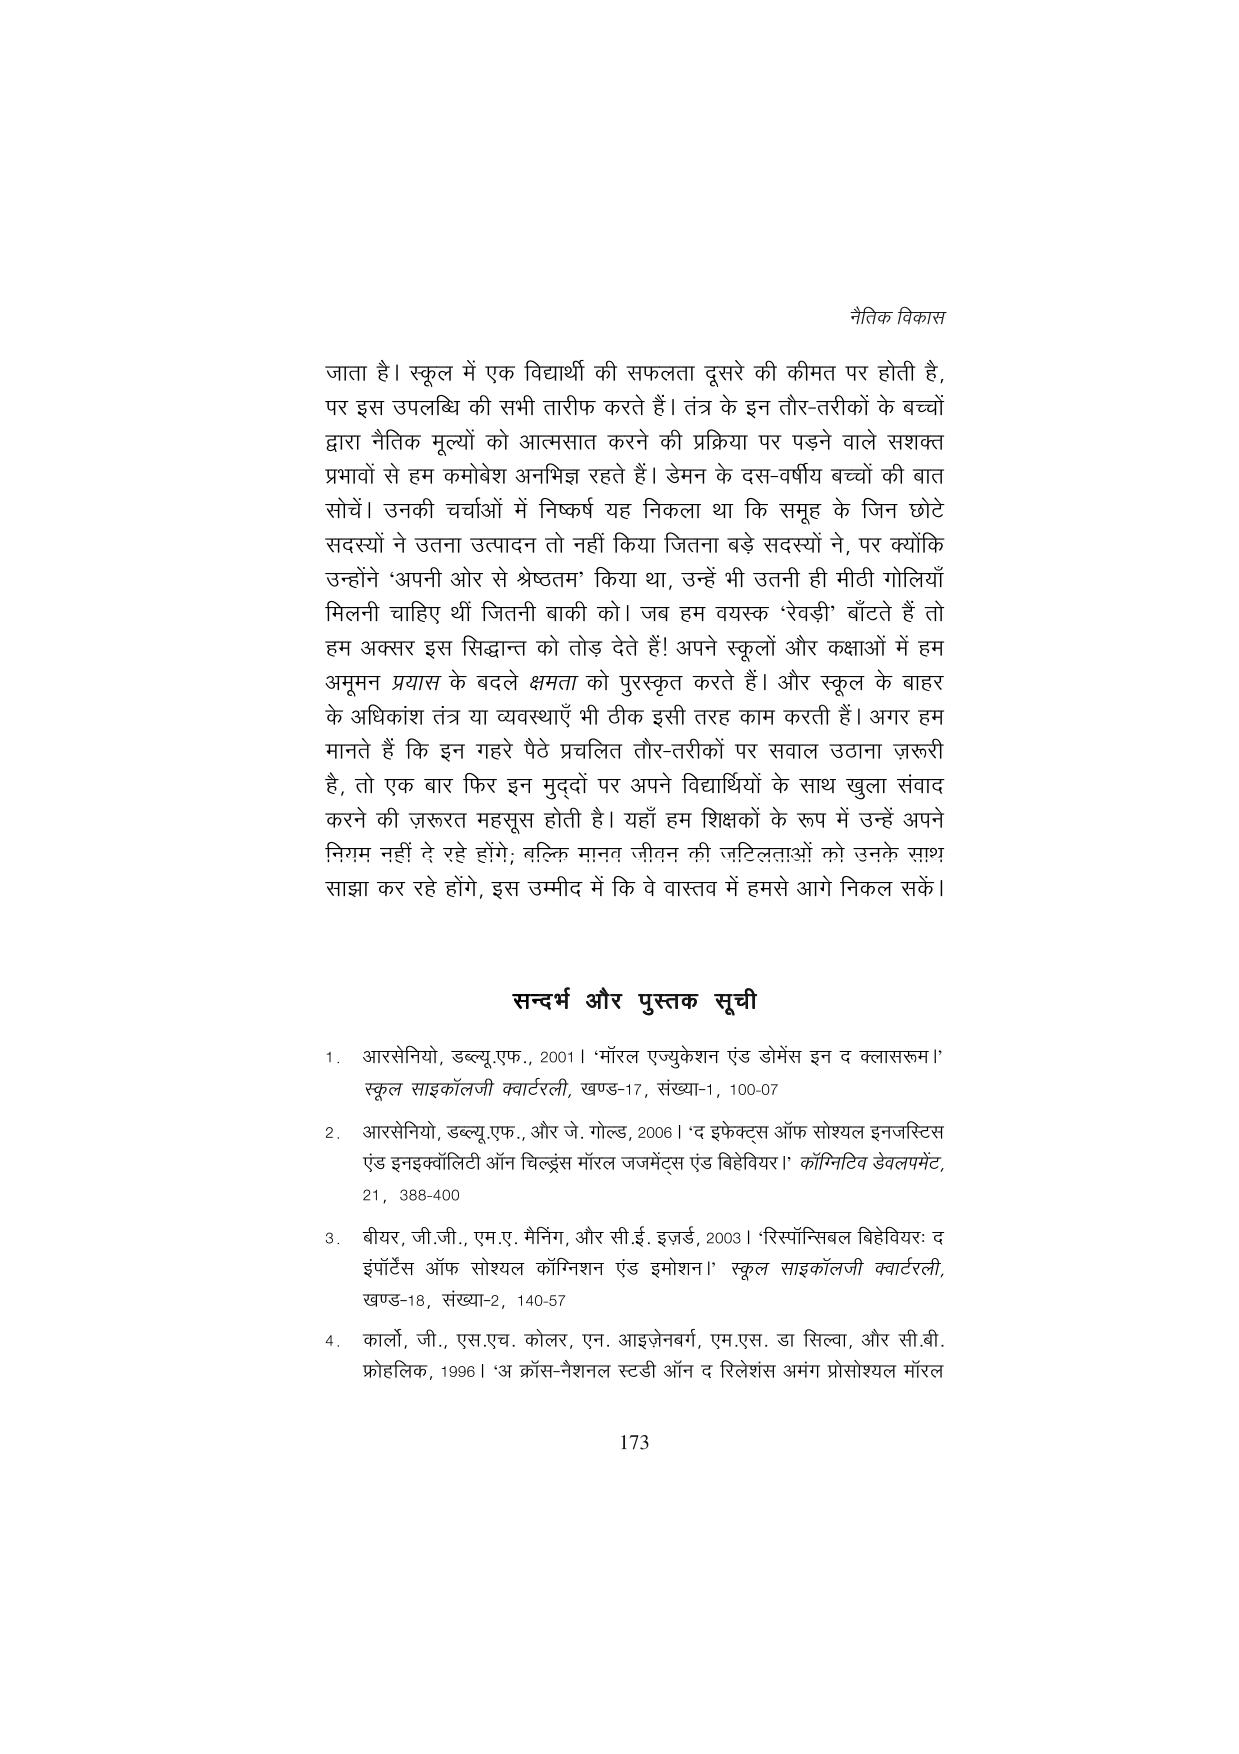 नैतिक विकास
जाता है। स्कूल में एक विद्यार्थी की सफलता दूसरे की कीमत पर होती है,
पर इस उपलब्धि की सभी तारीफ करते हैं। तंत्र के इन तौर-तरीकों के बच्चों
द्वारा नैतिक मूल्यों को आत्मसात करने की प्रक्रिया पर पड़ने वाले सशक्त
प्रभावों से हम कमोबेश अनभिज्ञ रहते हैं। डेमन के दस-वर्षीय बच्चों की बात
सोचें। उनकी चर्चाओं में निष्कर्ष यह निकला था कि समूह के जिन छोटे
सदस्यों ने उतना उत्पादन तो नहीं किया जितना बड़े सदस्यों ने, पर क्योंकि
उन्होंने ‘अपनी ओर से श्रेष्ठतम’ किया था, उन्हें भी उतनी ही मीठी गोलियाँ
मिलनी चाहिए थीं जितनी बाकी को। जब हम वयस्क ‘रेवड़ी’ बाँटते हैं तो
हम अक्सर इस सिद्धान्त को तोड़ देते हैं! अपने स्कूलों और कक्षाओं में हम
अमूमन प्रयास के बदले क्षमता को पुरस्कृत करते हैं। और स्कूल के बाहर
के अधिकांश तंत्र या व्यवस्थाएँ भी ठीक इसी तरह काम करती हैं। अगर हम
मानते हैं कि इन गहरे पैठे प्रचलित तौर-तरीकों पर सवाल उठाना ज़रूरी
है, तो एक बार फिर इन मुद्दों पर अपने विद्यार्थियों के साथ खुला संवाद
करने की ज़रूरत महसूस होती है। यहाँ हम शिक्षकों के रूप में उन्हें अपने
नियम नहीं दे रहे होंगे; बल्कि मानव जीवन की जटिलताओं को उनके साथ
साझा कर रहे होंगे, इस उम्मीद में कि वे वास्तव में हमसे आगे निकल सकें।
सन्दर्भ और पुस्तक सूची
1. आरसेनियो, डब्ल्यू.एफ., 2001। ‘मॉरल एज्युकेशन एंड डोमेंस इन द क्लासरूम।’
स्कूल साइकॉलजी क्वार्टरली, खण्ड-17, संख्या-1, 100-07
2. आरसेनियो, डब्ल्यू.एफ., और जे. गोल्ड, 2006। ‘द इफेक्ट्स ऑफ सोश्यल इनजस्टिस
एंड इनइक्वॉलिटी ऑन चिल्ड्रंस मॉरल जजमेंट्स एंड बिहेवियर।’ कॉग्निटिव डेवलपमेंट,
21, 388-400
3. बीयर, जी.जी., एम.ए. मैनिंग, और सी.ई. इज़र्ड, 2003। ‘रिस्पॉन्सिबल बिहेवियरः द
इंपॉर्टेंस ऑफ सोश्यल कॉग्निशन एंड इमोशन।’ स्कूल साइकॉलजी क्वार्टरली,
खण्ड-18, संख्या-2, 140-57
4. कार्लो, जी., एस.एच. कोलर, एन. आइज़ेनबर्ग, एम.एस. डा सिल्वा, और सी.बी.
फ्रोहलिक, 1996। ‘अ क्रॉस-नैशनल स्टडी ऑन द रिलेशंस अमंग प्रोसोश्यल मॉरल
173